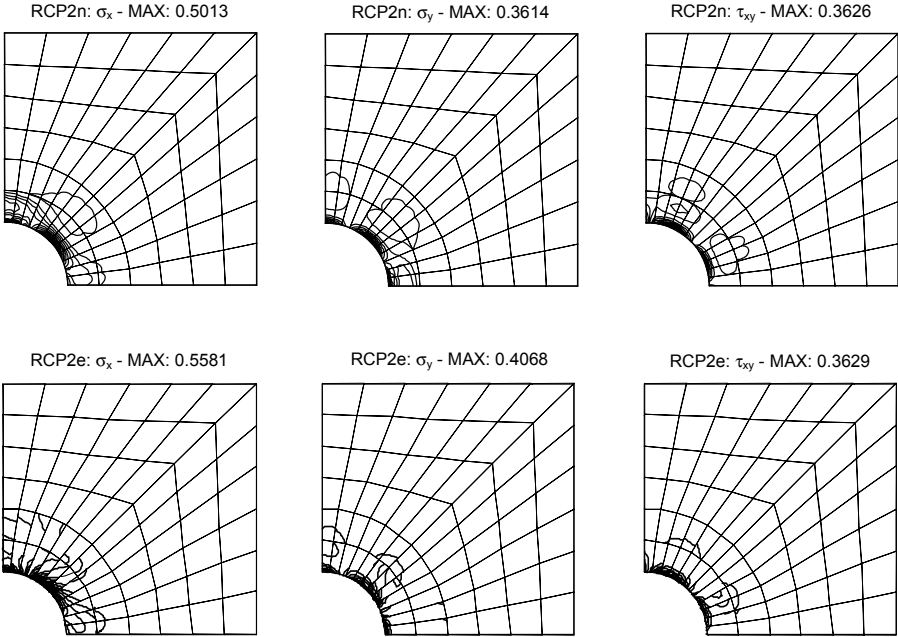 RCP2n: σx - MAX: 0.5013
RCP2n: σy - MAX: 0.3614
RCP2n: τxy - MAX: 0.3626
RCP2e: σx - MAX: 0.5581
RCP2e: σy - MAX: 0.4068
RCP2e: τxy - MAX: 0.3629